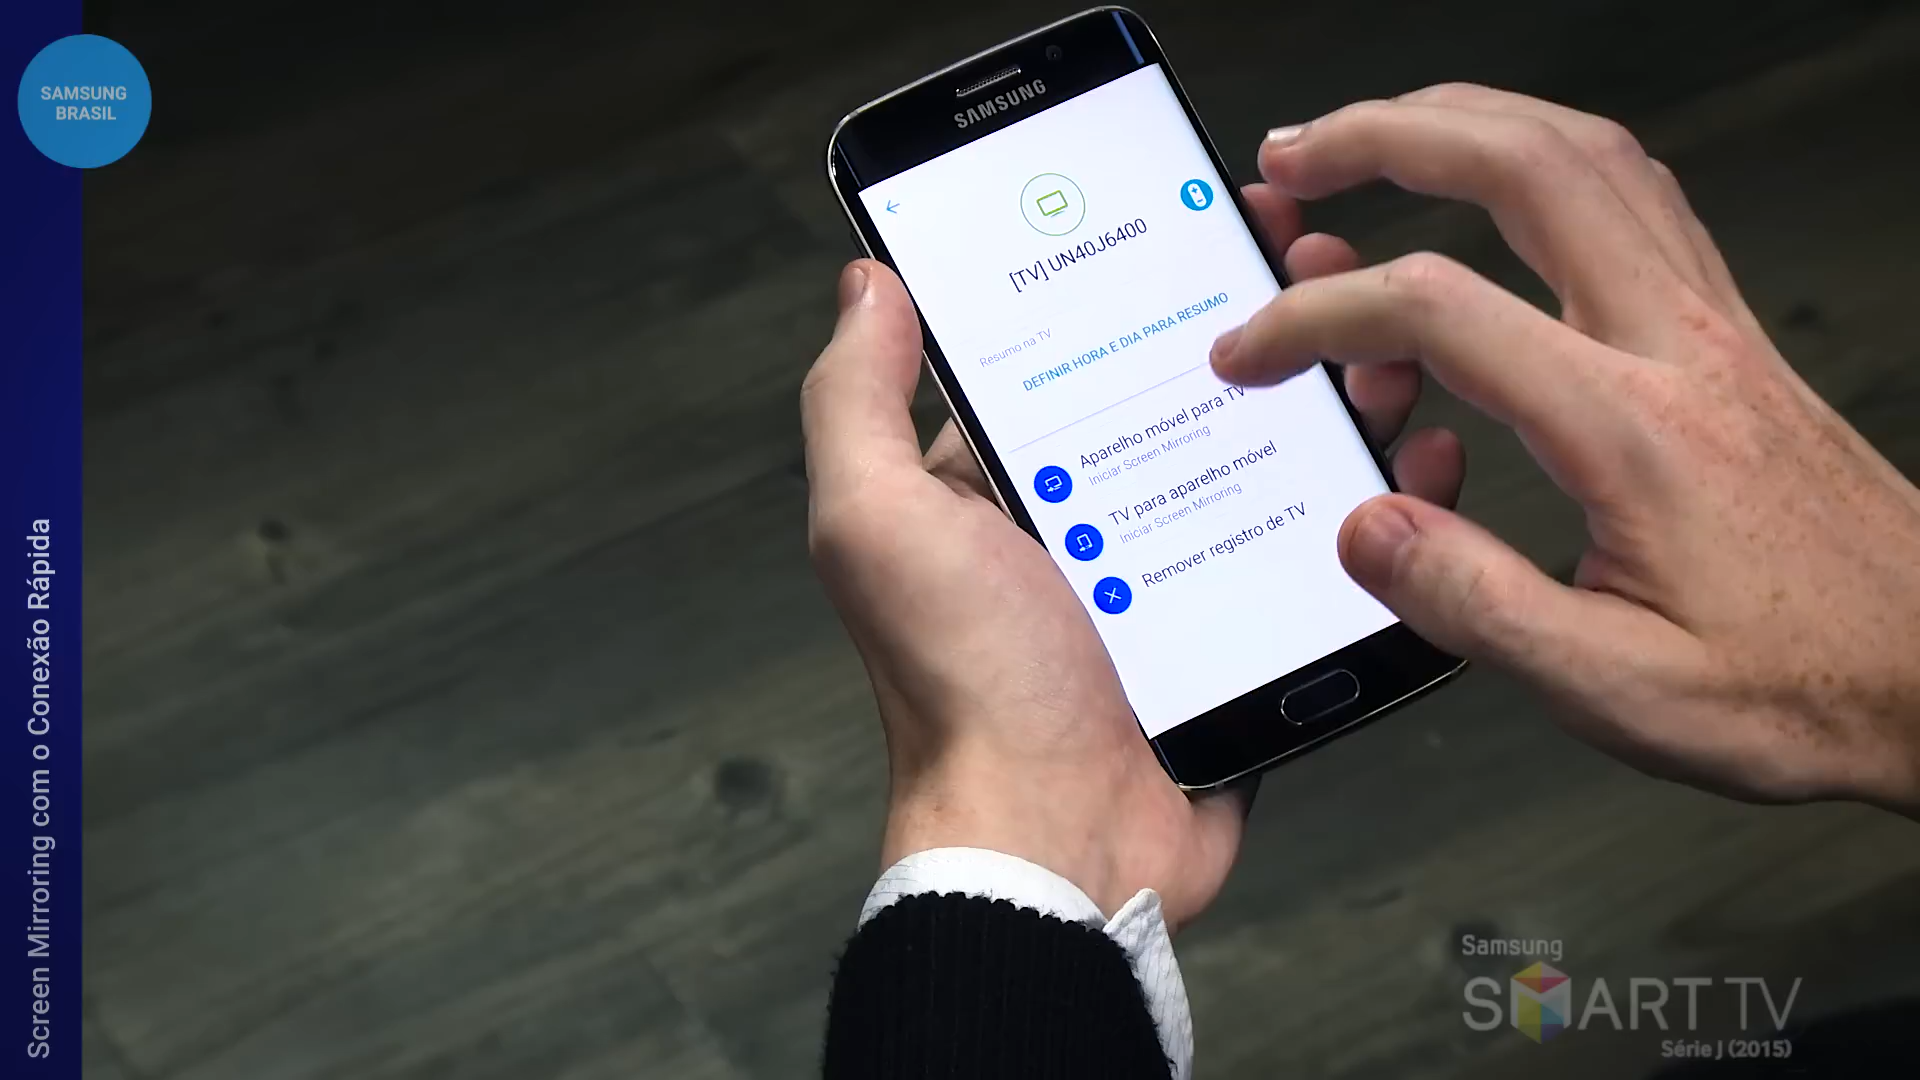 SAMSUNG
BRASIL
Screen Mirroring com o Conexão Rápida
SAMSUNG
[TV] UN40J6400
Resumo na TV
DEFINIR HORA E DIA PARA RESUMO
Aparelho móvel para TV
Iniciar Screen Mirroring
TV para aparelho móvel
Iniciar Screen Mirroring
Remover registro de TV
Samsung
SMART TV
Série J (2015)